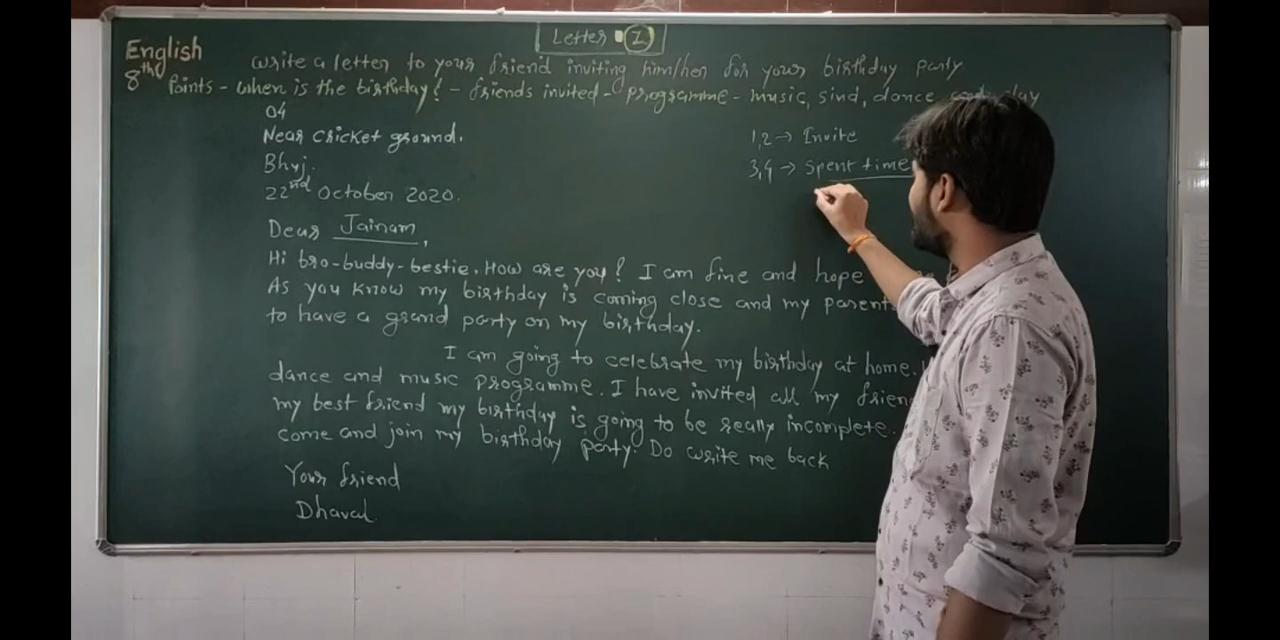 Letter - 1
English
8th
write a letter to your friend inviting him/her for your birthday party
Points - when is the birthday? - friends invited - programme - music, sind, dance and play
04
Near cricket ground.
Bhuj.
22nd October 2020.
Dear Jainam,
Hi bro-buddy-bestie. How are you? I am fine and hope
As you know my birthday is coming close and my parents
to have a grand party on my birthday.
I am going to celebrate my birthday at home.
dance and music programme. I have invited all my frien
my best friend my birthday is going to be really incomplete.
come and join my birthday party. Do write me back
Your friend
Dhaval
1,2 → Invite
3,4 → Spent time